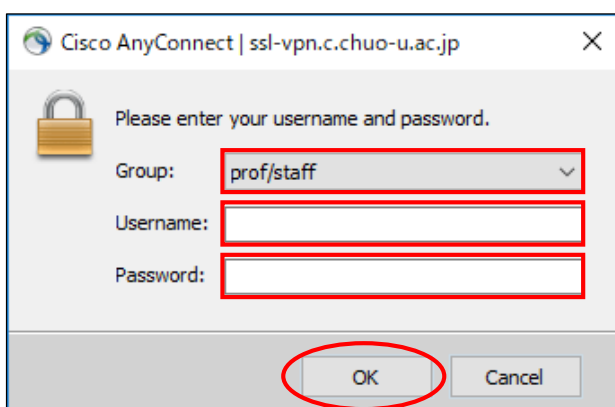 Cisco AnyConnect | ssl-vpn.c.chuo-u.ac.jp
Please enter your username and password.
Group: prof/staff
Username:
Password:
OK Cancel